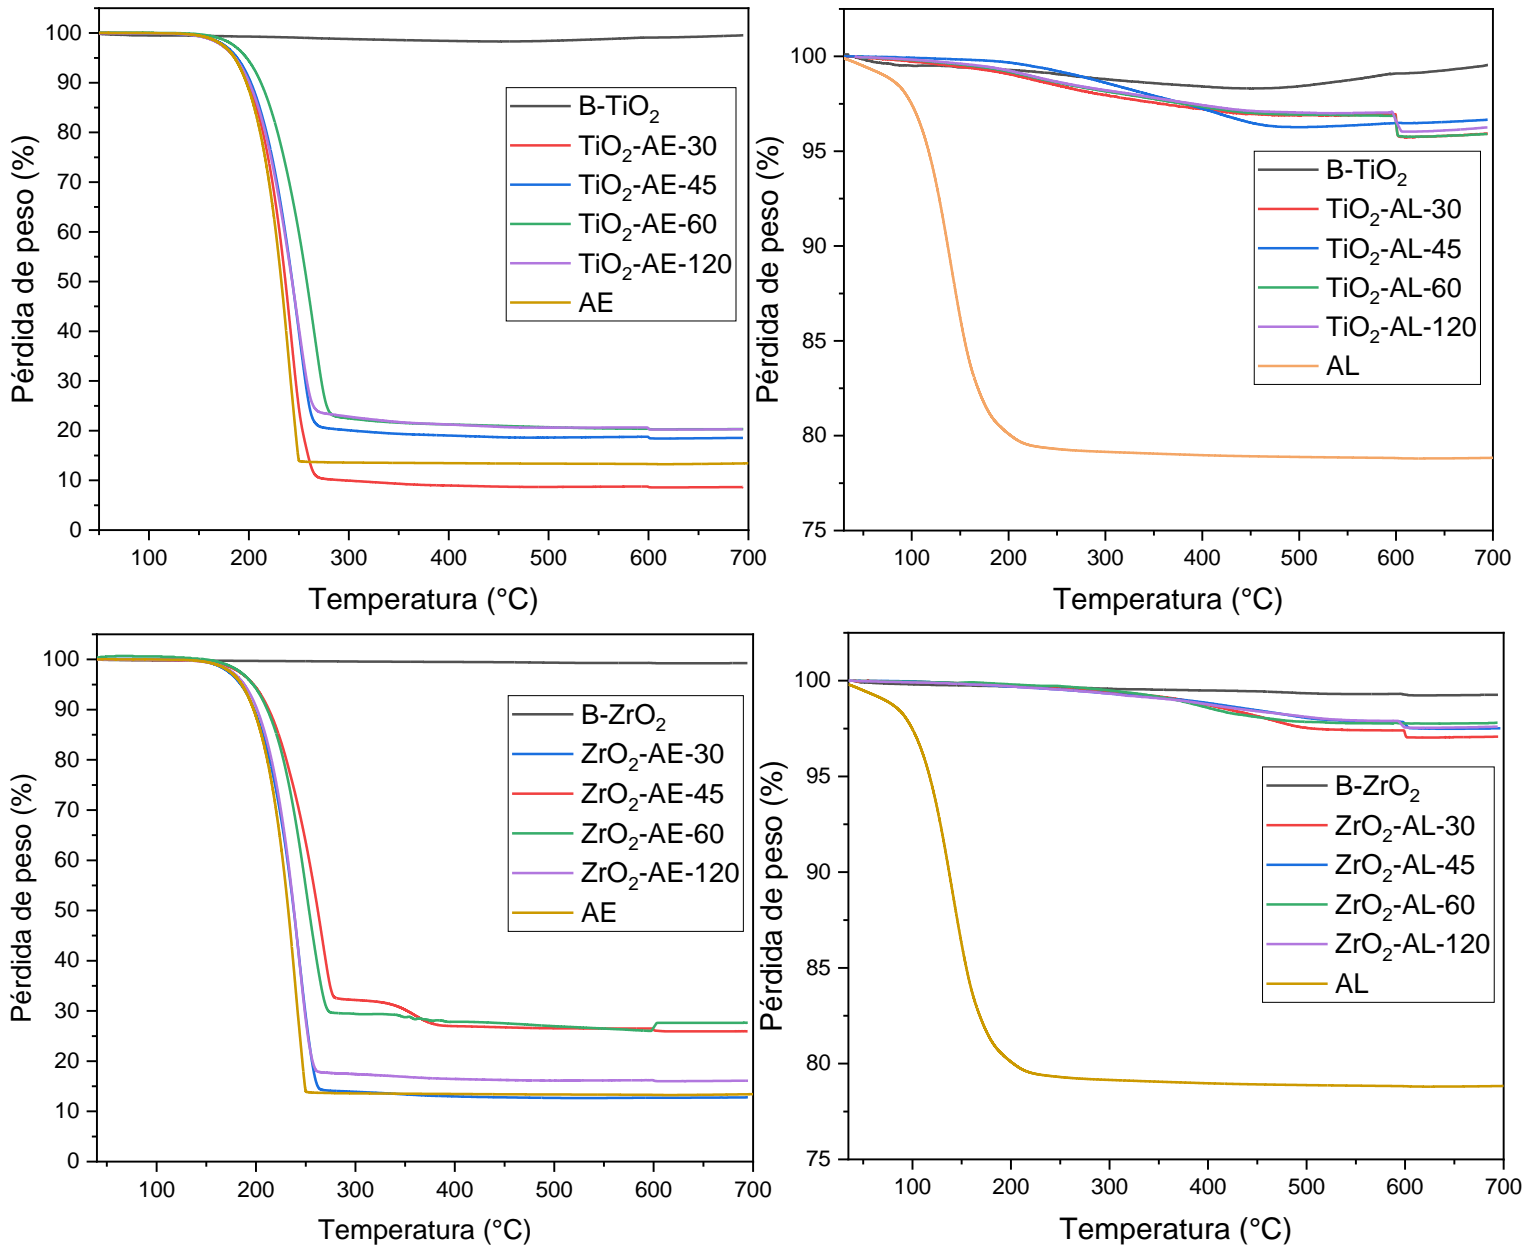 Pérdida de peso (%)
100
90
80
70
60
50
40
30
20
10
0
B-TiO₂
TiO₂-AE-30
TiO₂-AE-45
TiO₂-AE-60
TiO₂-AE-120
AE
100 200 300 400 500 600 700
Temperatura (°C)
Pérdida de peso (%)
100
95
90
85
80
75
B-TiO₂
TiO₂-AL-30
TiO₂-AL-45
TiO₂-AL-60
TiO₂-AL-120
AL
100 200 300 400 500 600 700
Temperatura (°C)
Pérdida de peso (%)
100
90
80
70
60
50
40
30
20
10
0
B-ZrO₂
ZrO₂-AE-30
ZrO₂-AE-45
ZrO₂-AE-60
ZrO₂-AE-120
AE
100 200 300 400 500 600 700
Temperatura (°C)
Pérdida de peso (%)
100
95
90
85
80
75
B-ZrO₂
ZrO₂-AL-30
ZrO₂-AL-45
ZrO₂-AL-60
ZrO₂-AL-120
AL
100 200 300 400 500 600 700
Temperatura (°C)